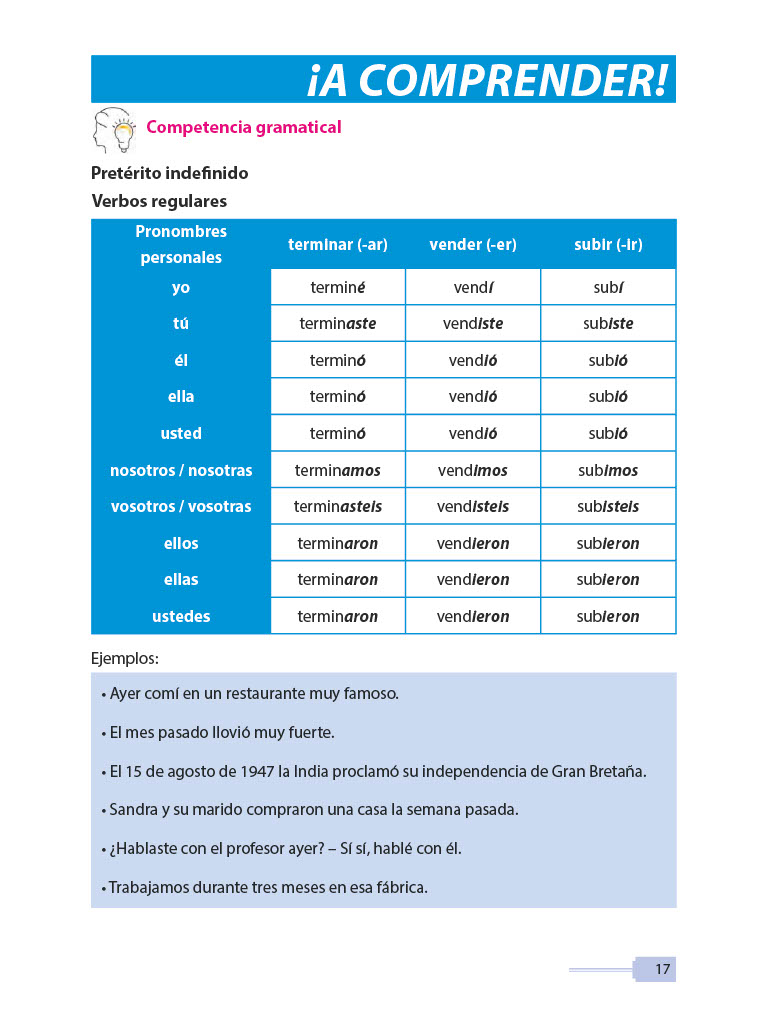 ¡A COMPRENDER!
Competencia gramatical
Pretérito indefinido
Verbos regulares
Pronombres
personales
terminar (-ar) vender (-er) subir (-ir)
yo terminé vendí subí
tú terminaste vendiste subiste
él terminó vendió subió
ella terminó vendió subió
usted terminó vendió subió
nosotros / nosotras terminamos vendimos subimos
vosotros / vosotras terminasteis vendisteis subisteis
ellos terminaron vendieron subieron
ellas terminaron vendieron subieron
ustedes terminaron vendieron subieron
Ejemplos:
• Ayer comí en un restaurante muy famoso.
• El mes pasado llovió muy fuerte.
• El 15 de agosto de 1947 la India proclamó su independencia de Gran Bretaña.
• Sandra y su marido compraron una casa la semana pasada.
• ¿Hablaste con el profesor ayer? – Sí sí, hablé con él.
• Trabajamos durante tres meses en esa fábrica.
17